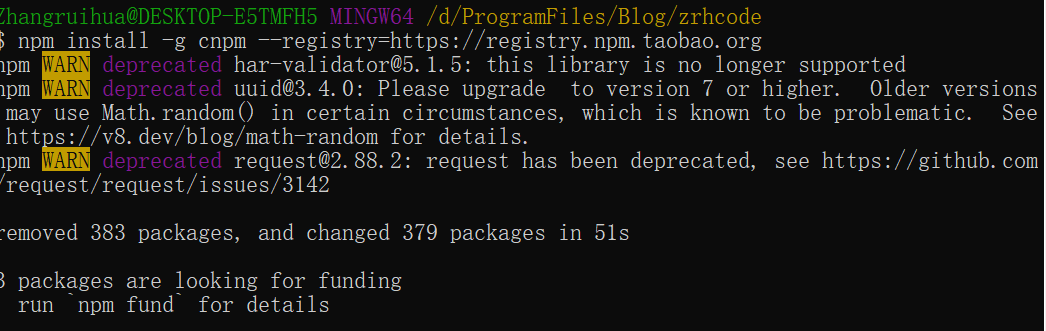 Zhangruihua@DESKTOP-E5TMFH5 MINGW64 /d/ProgramFiles/Blog/zrhcode
$ npm install -g cnpm --registry=https://registry.npm.taobao.org
npm WARN deprecated har-validator@5.1.5: this library is no longer supported
npm WARN deprecated uuid@3.4.0: Please upgrade  to version 7 or higher.  Older versions
may use Math.random() in certain circumstances, which is known to be problematic.  See
https://v8.dev/blog/math-random for details.
npm WARN deprecated request@2.88.2: request has been deprecated, see https://github.com
/request/request/issues/3142
removed 383 packages, and changed 379 packages in 51s
3 packages are looking for funding
run `npm fund` for details